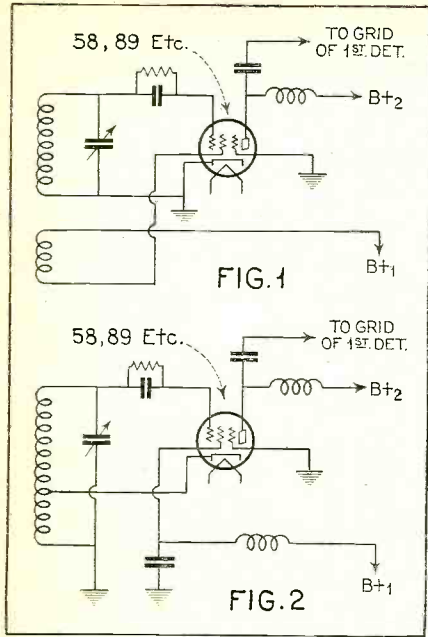 58, 89 Etc.
TO GRID
OF 1ST. DET.
B+2
B+1
FIG. 1
58, 89 Etc.
TO GRID
OF 1ST. DET.
B+2
B+1
FIG. 2